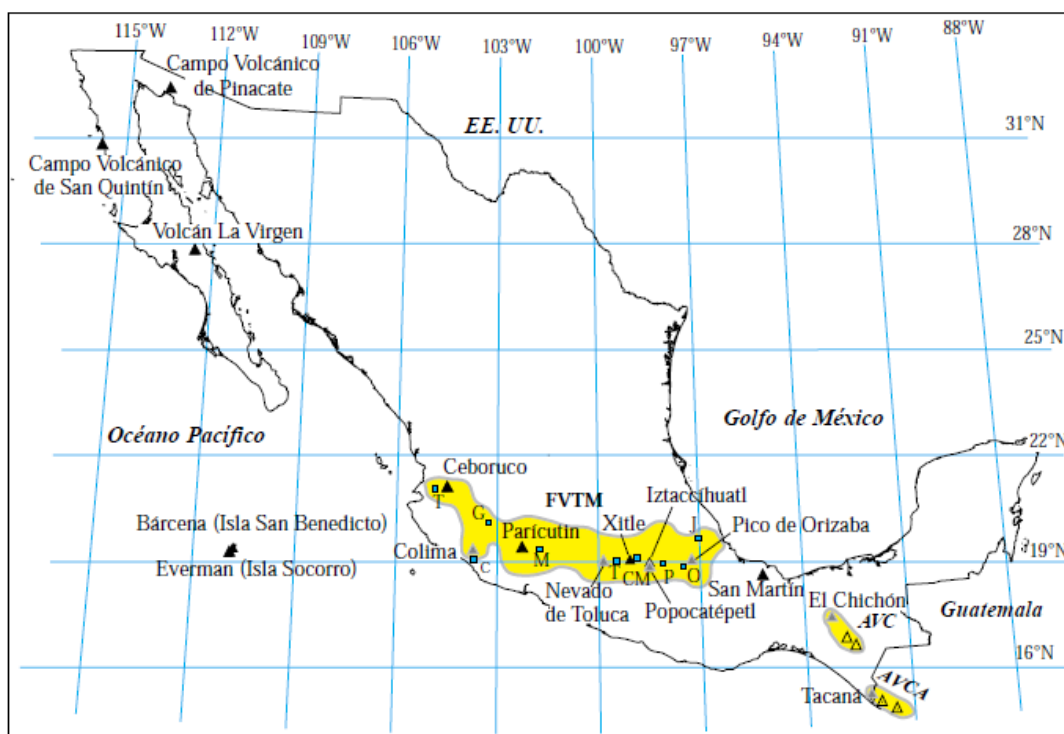 115°W
112°W
109°W
106°W
103°W
100°W
97°W
94°W
91°W
88°W
Campo Volcánico
de Pinacate
EE. UU.
31°N
Campo Volcánico
de San Quintín
Volcán La Virgen
28°N
25°N
Golfo de México
Océano Pacífico
22°N
Ceboruco
T
FVTM
Iztaccíhuatl
G
Xitle
J
Pico de Orizaba
Bárcena (Isla San Benedicto)
Parícutin
Colima
C
M
T
CM
P
O
19°N
Everman (Isla Socorro)
Nevado
de Toluca
Popocatépetl
San Martín
El Chichón
AVC
Guatemala
16°N
AVCA
Tacaná